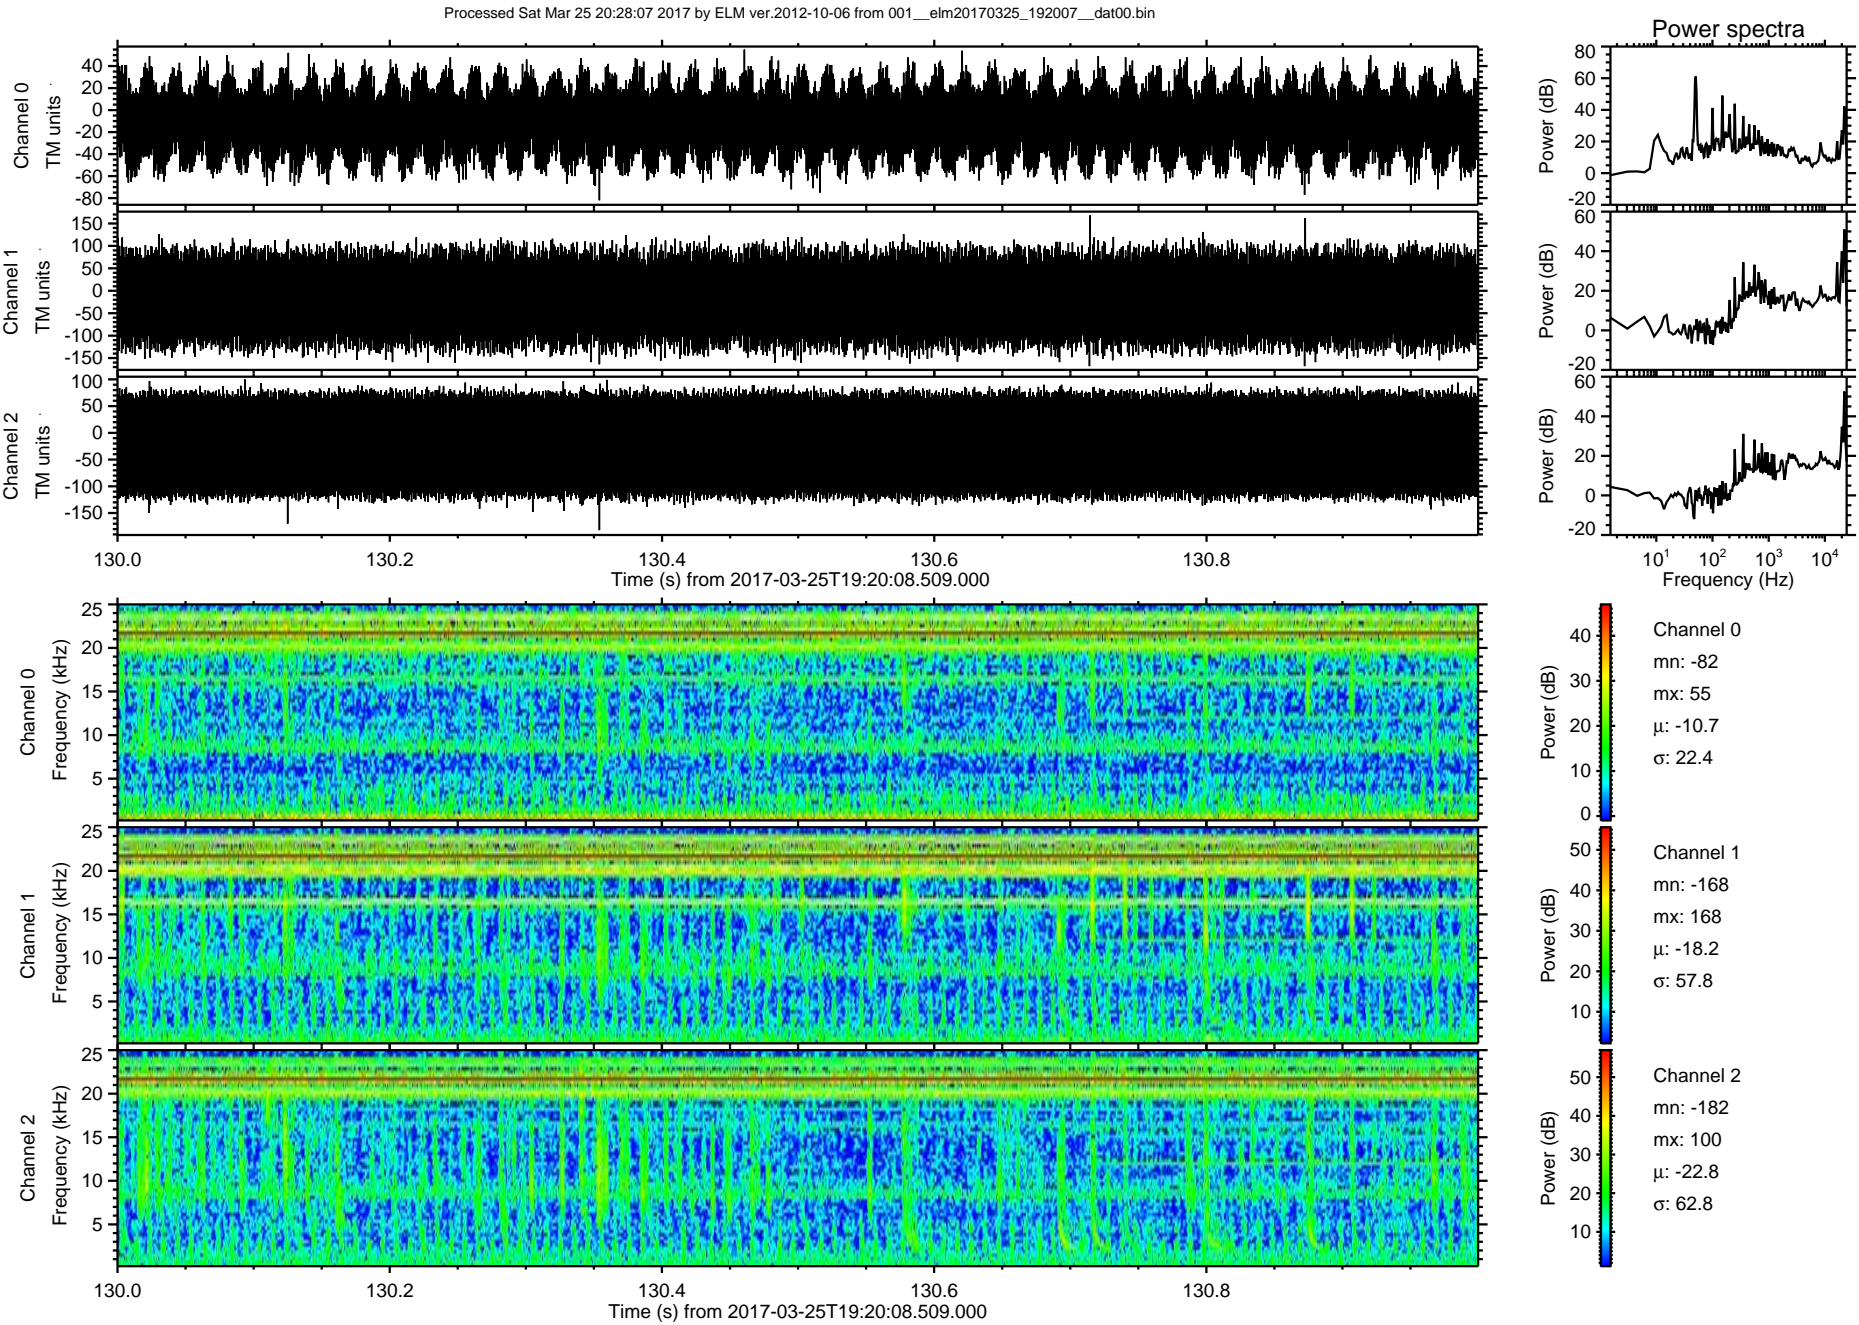 Processed Sat Mar 25 20:28:07 2017 by ELM ver.2012-10-06 from 001__elm20170325_192007__dat00.bin
Power spectra
Channel 0
TM units
40
20
0
-20
-40
-60
-80
Power (dB)
80
60
40
20
0
-20
Channel 1
TM units
150
100
50
0
-50
-100
-150
Power (dB)
60
40
20
0
-20
Channel 2
TM units
100
50
0
-50
-100
-150
Power (dB)
60
40
20
0
-20
130.0 130.2 130.4 130.6 130.8
Time (s) from 2017-03-25T19:20:08.509.000
10¹ 10² 10³ 10⁴
Frequency (Hz)
Channel 0
Frequency (kHz)
25
20
15
10
5
Power (dB)
40
30
20
10
0
Channel 0
mn: -82
mx: 55
μ: -10.7
σ: 22.4
Channel 1
Frequency (kHz)
25
20
15
10
5
Power (dB)
50
40
30
20
10
Channel 1
mn: -168
mx: 168
μ: -18.2
σ: 57.8
Channel 2
Frequency (kHz)
25
20
15
10
5
Power (dB)
50
40
30
20
10
Channel 2
mn: -182
mx: 100
μ: -22.8
σ: 62.8
130.0 130.2 130.4 130.6 130.8
Time (s) from 2017-03-25T19:20:08.509.000